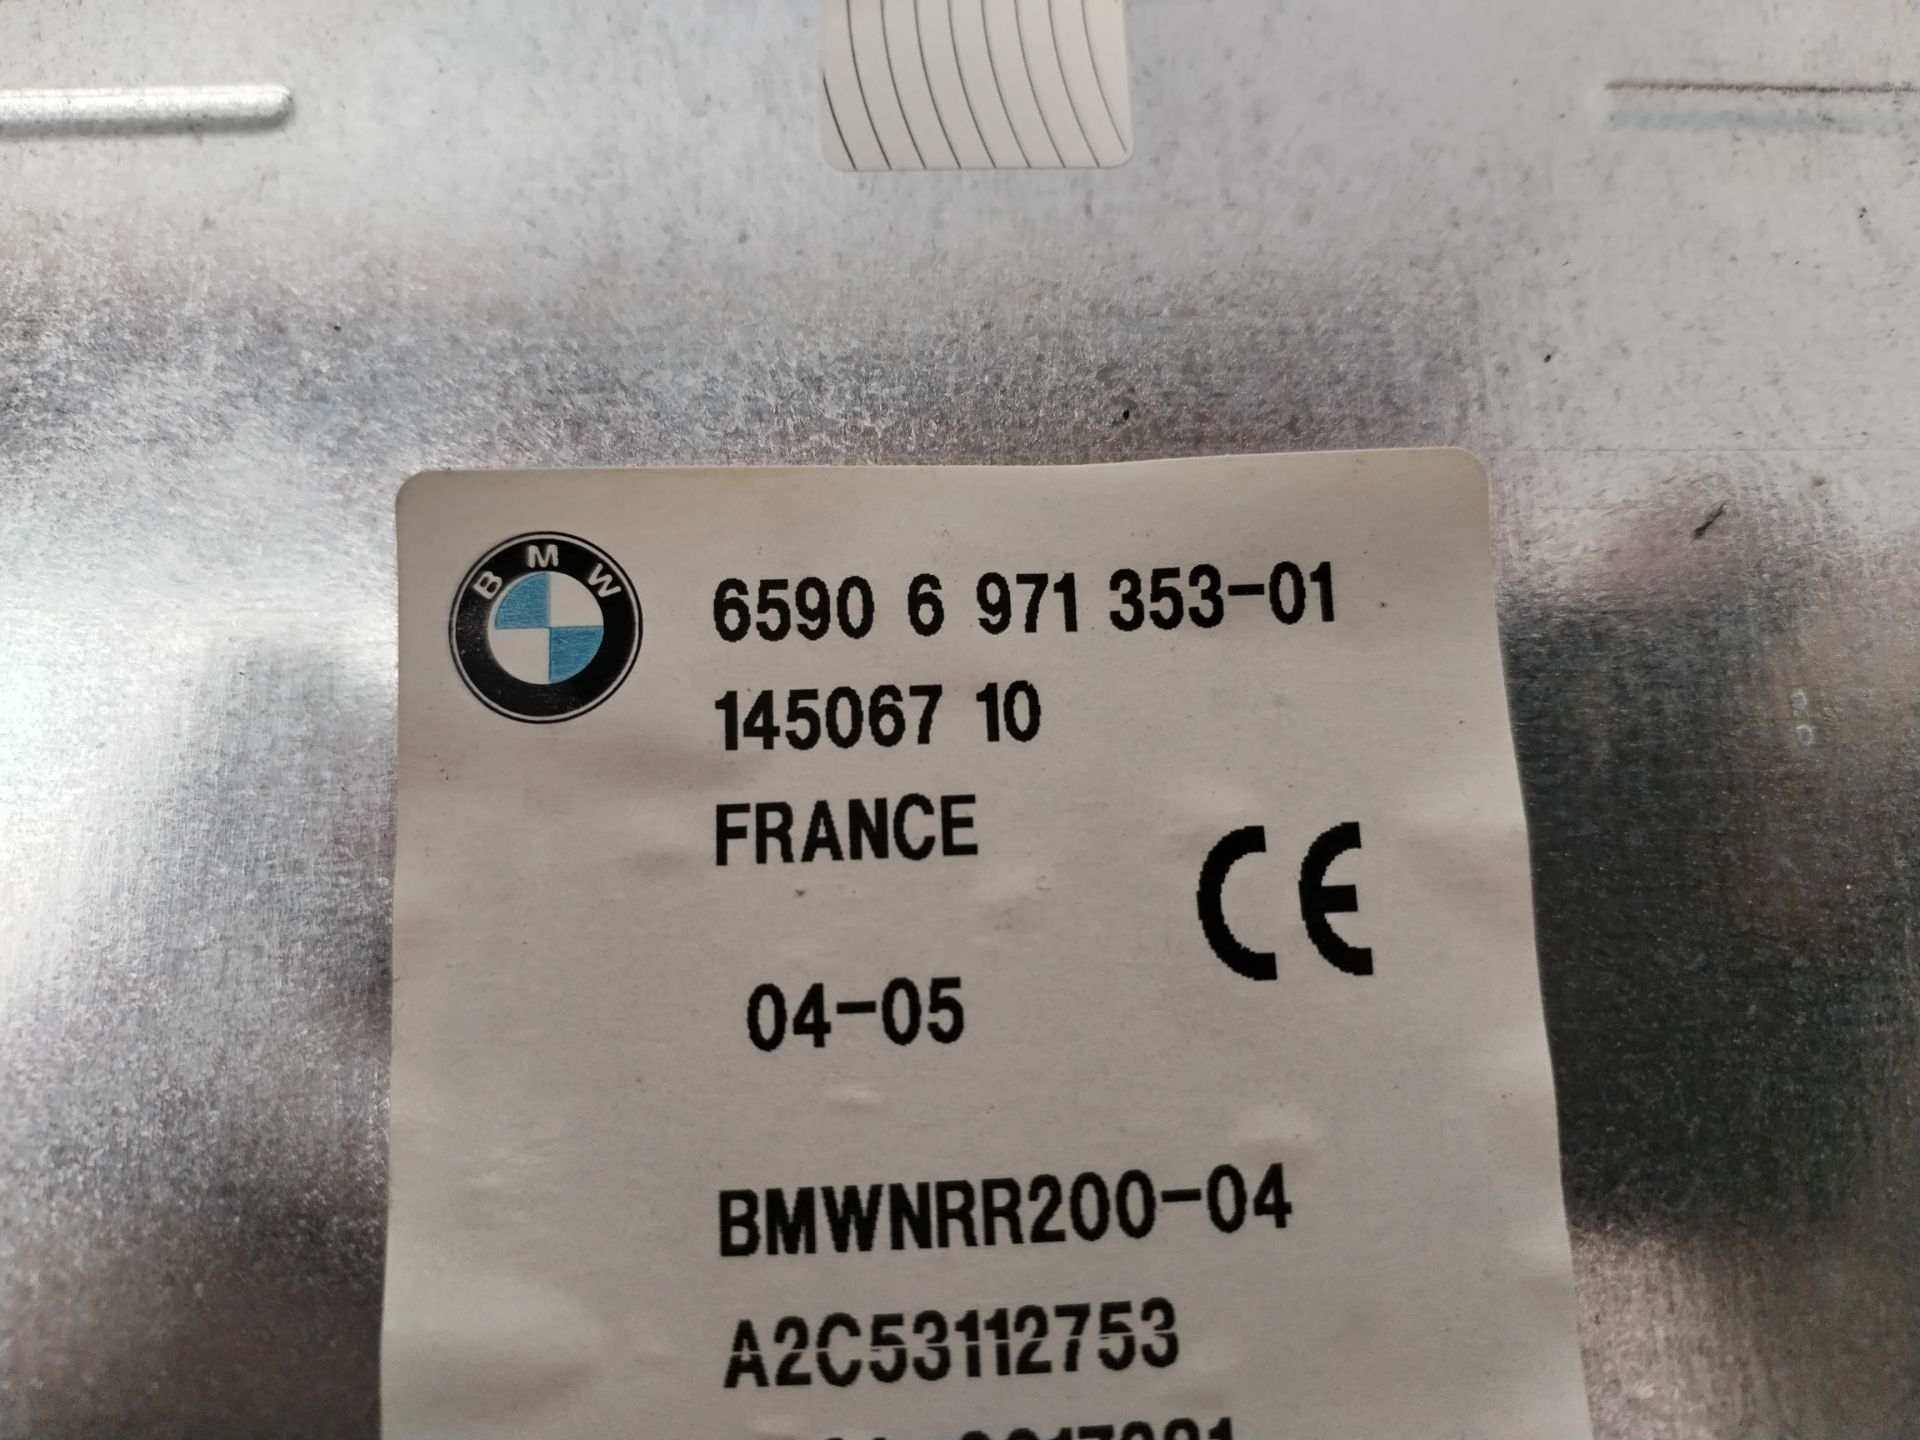 BMW
6590 6 971 353-01
145067 10
FRANCE
CE
04-05
BMWNRR200-04
A2C53112753